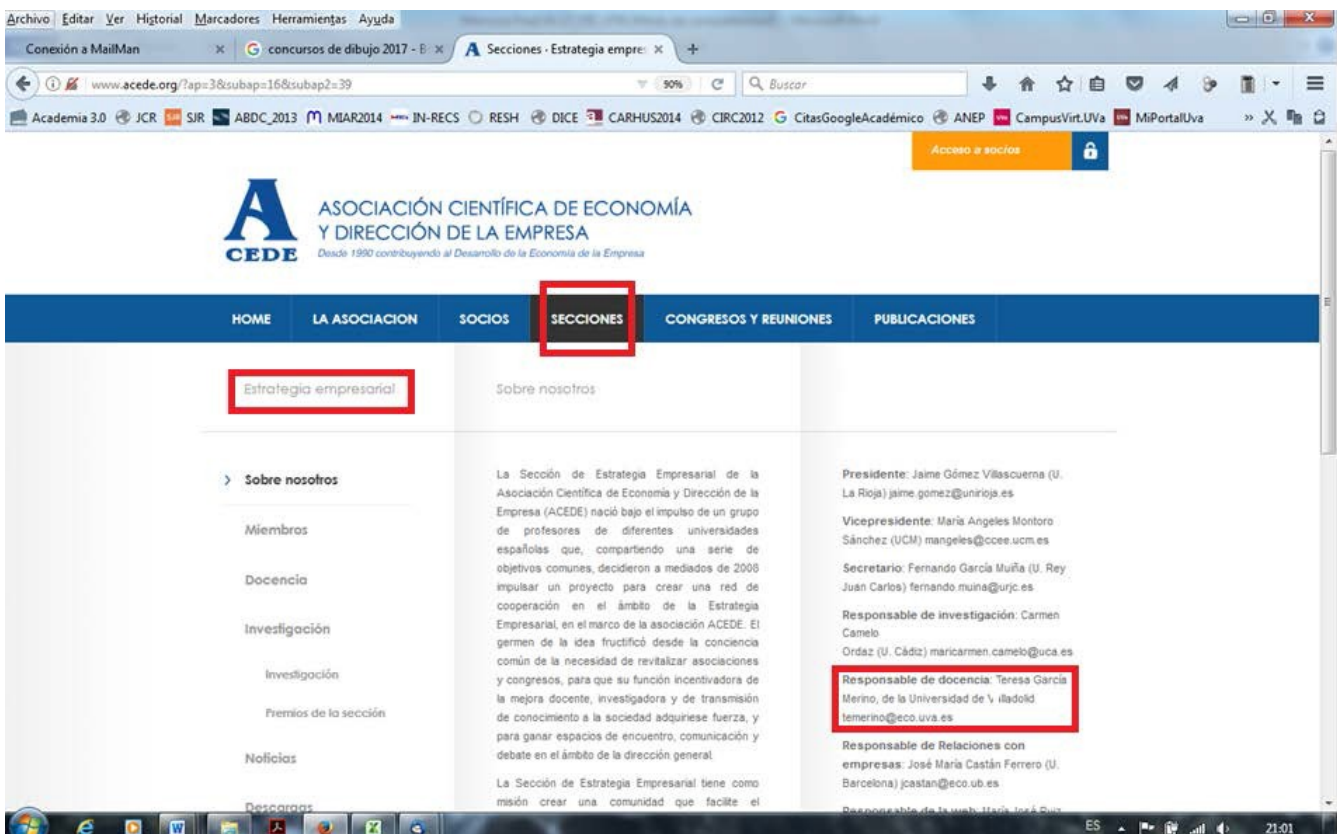 Archivo Editar Ver Historial Marcadores Herramientas Ayuda
Conexión a MailMan
concursos de dibujo 2017 - B
Secciones - Estrategia empres
www.acede.org/?ap=3&subap=16&subap2=39
90%
Buscar
Academia 3.0 JCR SJR ABDC_2013 MIAR2014 IN-RECS RESH DICE CARHUS2014 CIRC2012 CitasGoogleAcadémico ANEP CampusVirt.UVa MiPortalUva
Acceso a socios
A
CEDE
ASOCIACIÓN CIENTÍFICA DE ECONOMÍA
Y DIRECCIÓN DE LA EMPRESA
Desde 1990 contribuyendo al Desarrollo de la Economía de la Empresa
HOME LA ASOCIACION SOCIOS SECCIONES CONGRESOS Y REUNIONES PUBLICACIONES
Estrategia empresarial
Sobre nosotros
Sobre nosotros
Miembros
Docencia
Investigación
Investigación
Premios de la sección
Noticias
Descargas
La Sección de Estrategia Empresarial de la
Asociación Científica de Economía y Dirección de la
Empresa (ACEDE) nació bajo el impulso de un grupo
de profesores de diferentes universidades
españolas que, compartiendo una serie de
objetivos comunes, decidieron a mediados de 2008
impulsar un proyecto para crear una red de
cooperación en el ámbito de la Estrategia
Empresarial, en el marco de la asociación ACEDE. El
germen de la idea fructificó desde la conciencia
común de la necesidad de revitalizar asociaciones
y congresos, para que su función incentivadora de
la mejora docente, investigadora y de transmisión
de conocimiento a la sociedad adquiriese fuerza, y
para ganar espacios de encuentro, comunicación y
debate en el ámbito de la dirección general.
La Sección de Estrategia Empresarial tiene como
misión crear una comunidad que facilite el
Presidente: Jaime Gómez Villascuerna (U.
La Rioja) jaime.gomez@unirioja.es
Vicepresidente: María Angeles Montoro
Sánchez (UCM) mangeles@ccee.ucm.es
Secretario: Fernando García Muiña (U. Rey
Juan Carlos) fernando.muina@urjc.es
Responsable de investigación: Carmen
Camelo
Ordaz (U. Cádiz) maricarmen.camelo@uca.es
Responsable de docencia: Teresa García
Merino, de la Universidad de Valladolid
temerino@eco.uva.es
Responsable de Relaciones con
empresas: José María Castán Ferrero (U.
Barcelona) jcastan@eco.ub.es
Responsable de la web: María José Ruiz
ES
21:01